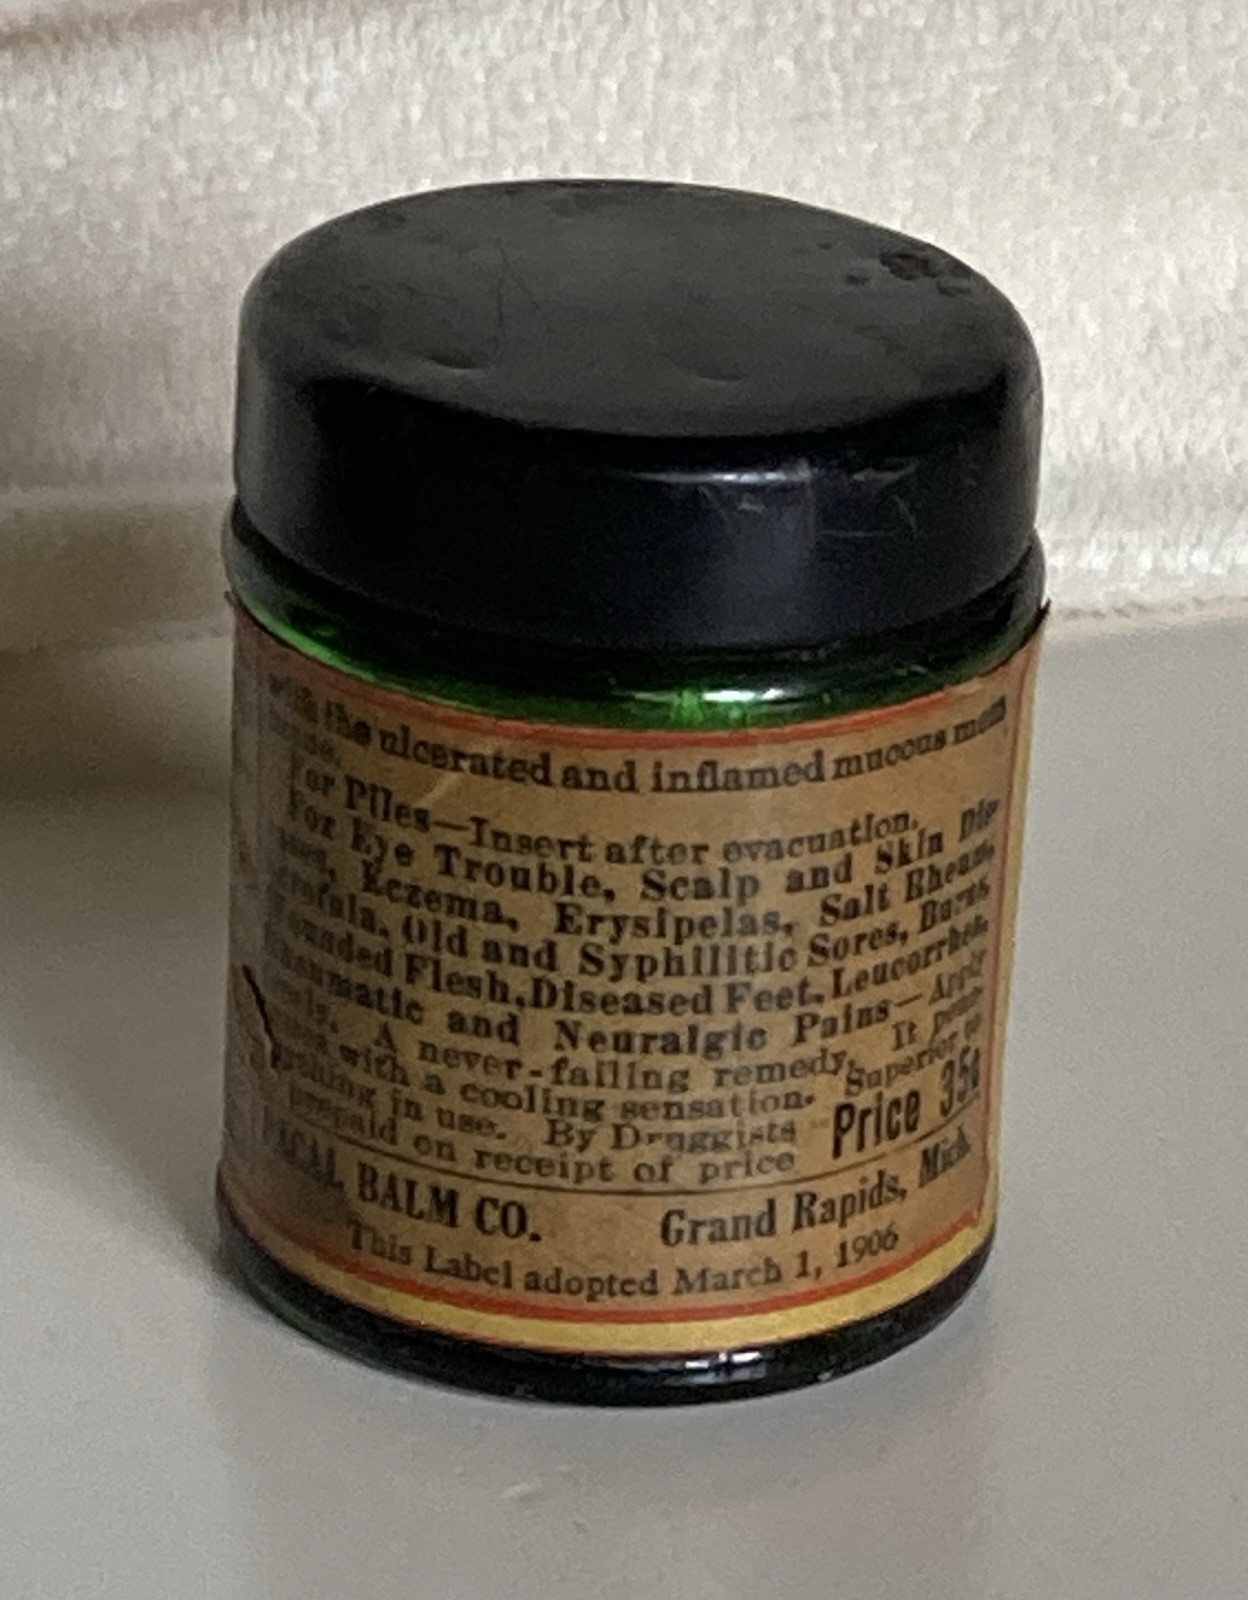 the ulcerated and inflamed mucous mem
For Piles—Insert after evacuation.
For Eye Trouble, Scalp and Skin Dis-
Eczema, Erysipelas, Salt Rheum,
Old and Syphilitic Sores, Burns,
Flesh, Diseased Feet, Leucorrhea,
and Neuralgic Pains—Apply
A never-failing remedy. It
with a cooling sensation. Superior to
in use. By Druggists
prepaid on receipt of price Price 35¢
BALM CO. Grand Rapids, Mich.
This Label adopted March 1, 1906